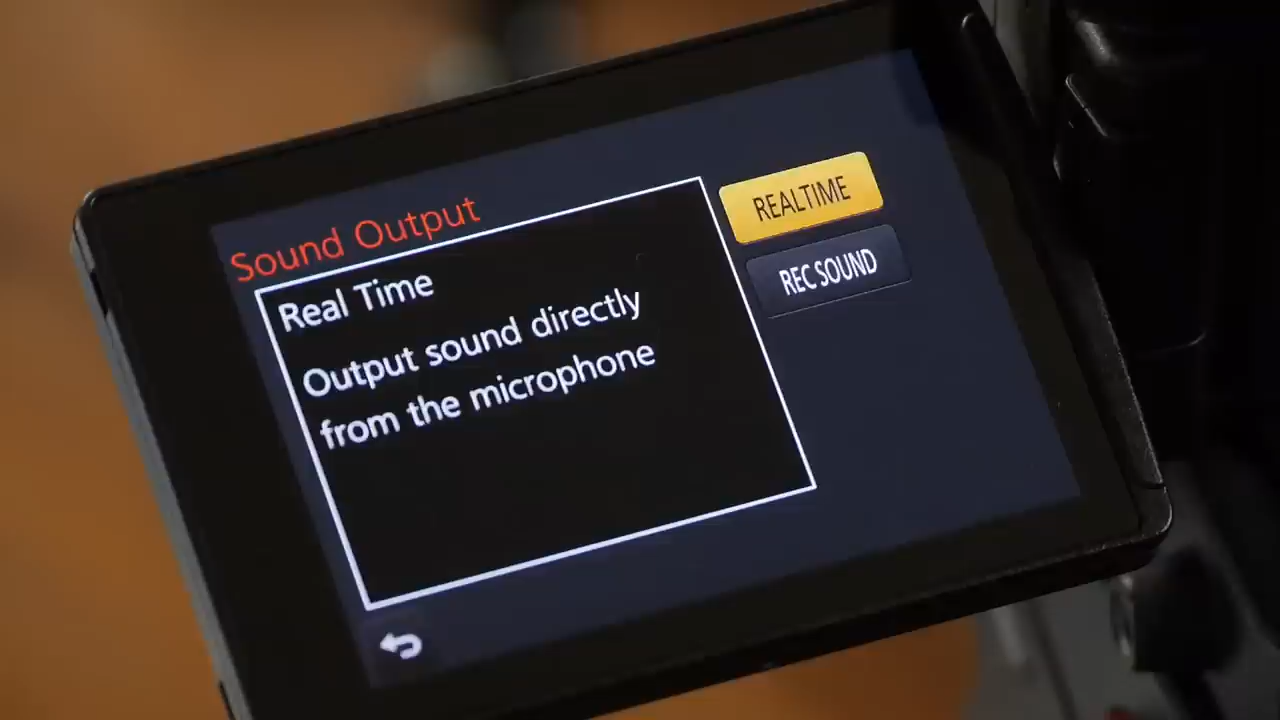 Sound Output
Real Time
Output sound directly
from the microphone
REALTIME
REC SOUND